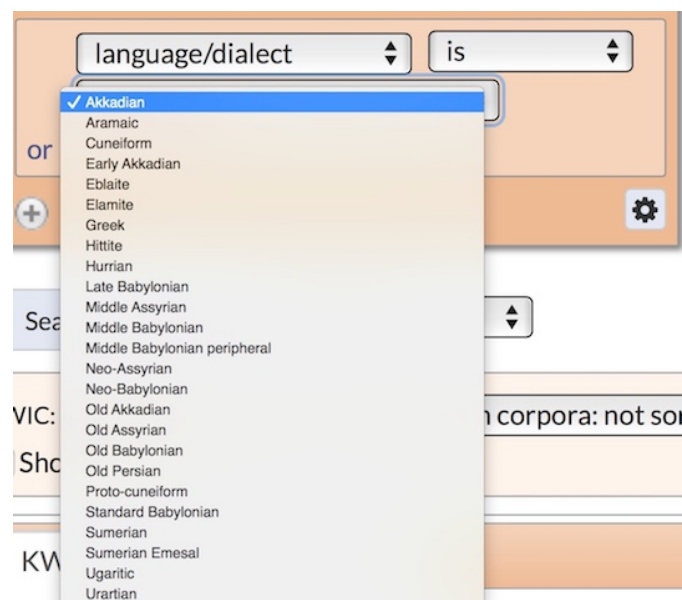 language/dialect is
✓ Akkadian
Aramaic
Cuneiform
or
Early Akkadian
Eblaite
Elamite
Greek
Hittite
Hurrian
Late Babylonian
Middle Assyrian
Sea
Middle Babylonian
Middle Babylonian peripheral
Neo-Assyrian
Neo-Babylonian
Old Akkadian
WIC: n corpora: not sor
Old Assyrian
Old Babylonian
Sho
Old Persian
Proto-cuneiform
Standard Babylonian
Sumerian
Sumerian Emesal
KW
Ugaritic
Urartian